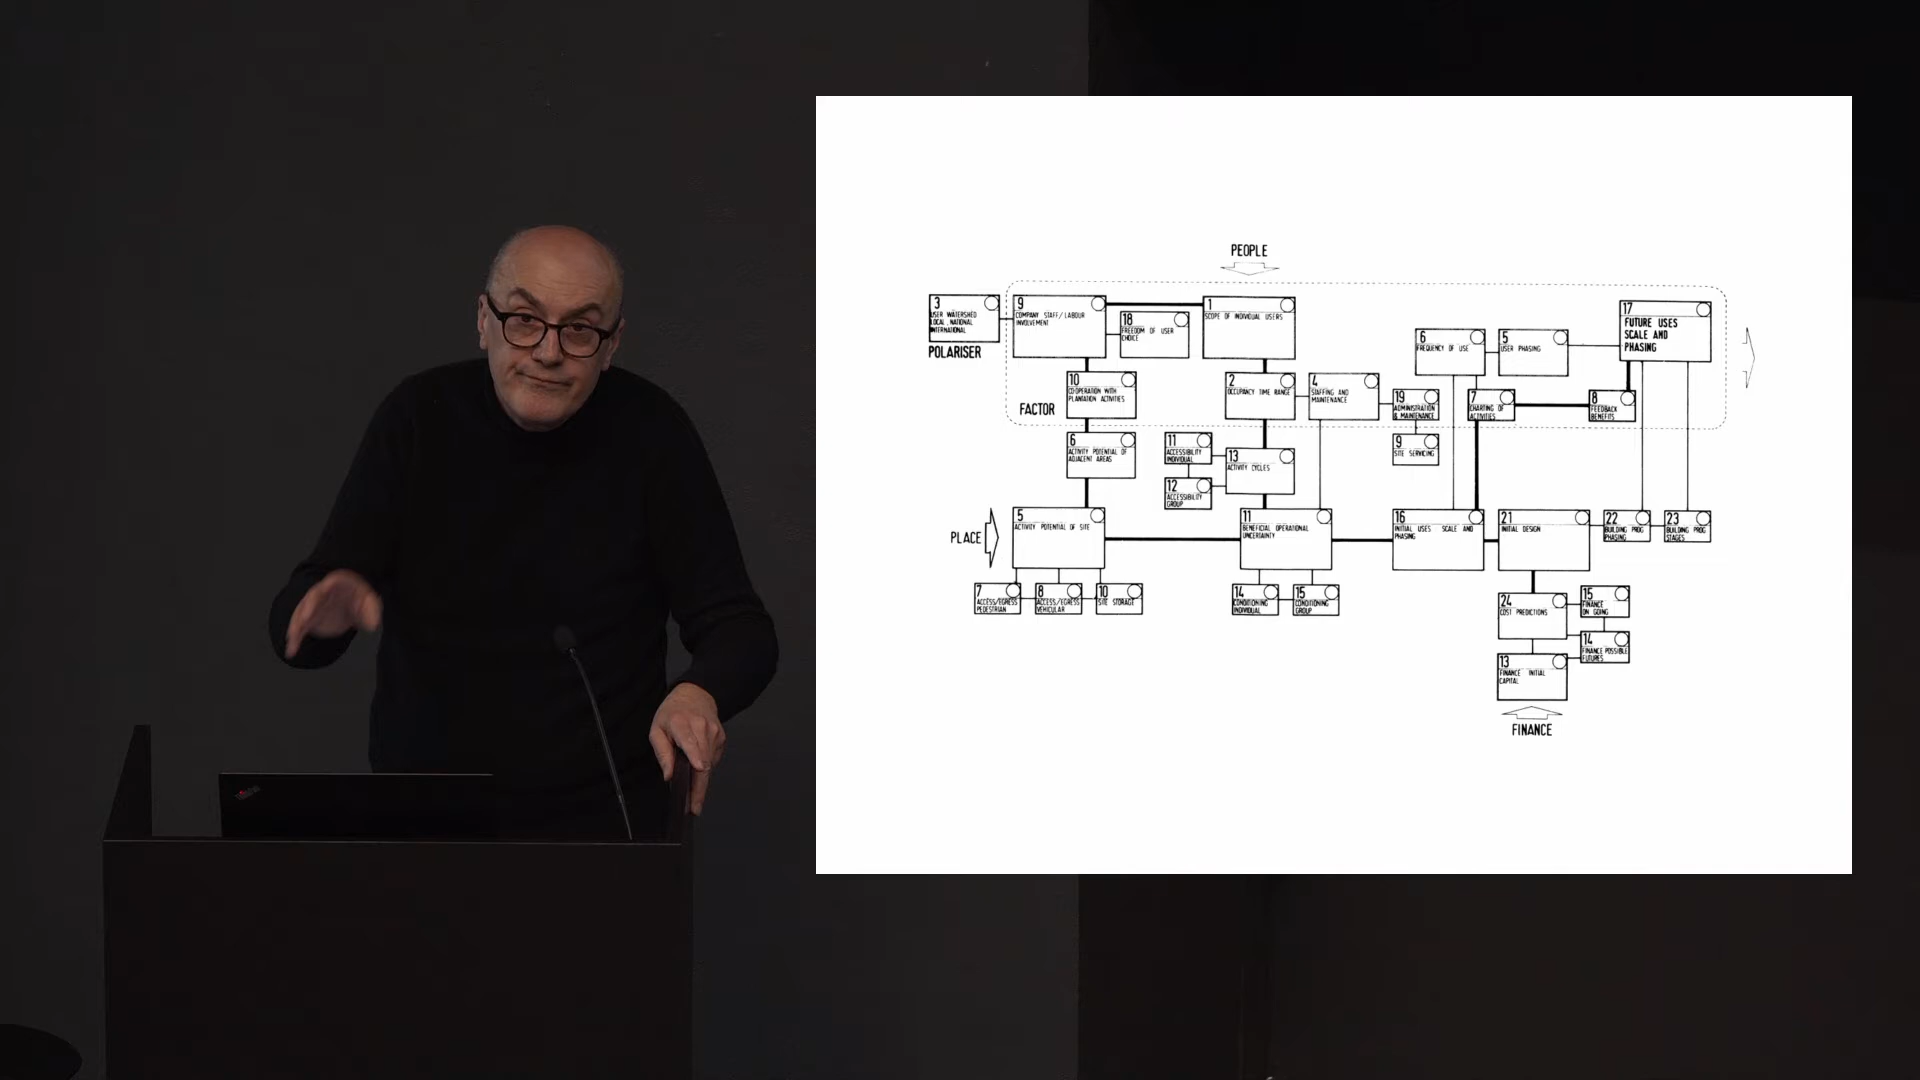 PEOPLE
3
USER WATERSHED
LOCAL, NATIONAL
INTERNATIONAL
POLARISER
9
COMPANY STAFF/LABOUR
INVOLVEMENT
18
FREEDOM OF USER
CHOICE
1
SCOPE OF INDIVIDUAL USERS
6
FREQUENCY OF USE
5
USER PHASING
17
FUTURE USES
SCALE AND
PHASING
FACTOR
10
CO-OPERATION WITH
PLANTATION ACTIVITIES
2
OCCUPANCY TIME RANGE
4
STAFFING AND
MAINTENANCE
19
ADMINISTRATION
& MAINTENANCE
7
CHARTING OF
ACTIVITIES
8
FEEDBACK
BENEFITS
6
ACTIVITY POTENTIAL OF
ADJACENT AREAS
11
ACCESSIBILITY
INDIVIDUAL
13
ACTIVITY CYCLES
9
SITE SERVICING
12
ACCESSIBILITY
GROUP
PLACE
5
ACTIVITY POTENTIAL OF SITE
11
BENEFICIAL OPERATIONAL
UNCERTAINTY
16
INITIAL USES SCALE AND
PHASING
21
INITIAL DESIGN
22
BUILDING PROG
PHASING
23
BUILDING PROG
STAGES
7
ACCESS/EGRESS
PEDESTRIAN
8
ACCESS/EGRESS
VEHICULAR
10
SITE STORAGE
14
CONDITIONING
INDIVIDUAL
15
CONDITIONING
GROUP
24
COST PREDICTIONS
15
FINANCE
ON GOING
14
FINANCE POSSIBLE
FUTURES
13
FINANCE INITIAL
CAPITAL
FINANCE